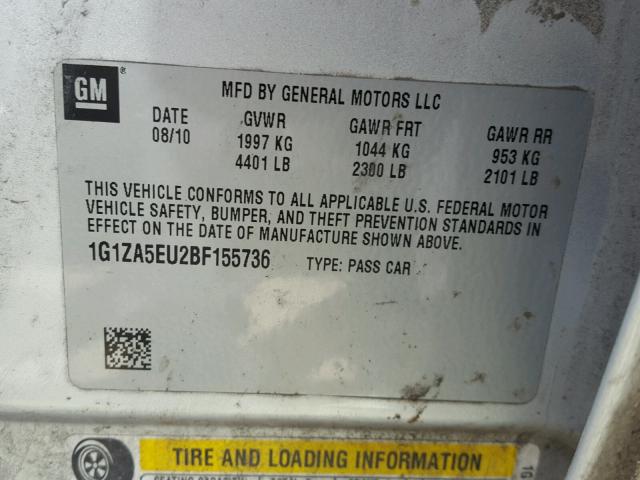 GM
MFD BY GENERAL MOTORS LLC
DATE GVWR GAWR FRT GAWR RR
08/10 1997 KG 1044 KG 953 KG
4401 LB 2300 LB 2101 LB
THIS VEHICLE CONFORMS TO ALL APPLICABLE U.S. FEDERAL MOTOR
VEHICLE SAFETY, BUMPER, AND THEFT PREVENTION STANDARDS IN
EFFECT ON THE DATE OF MANUFACTURE SHOWN ABOVE.
1G1ZA5EU2BF155736 TYPE: PASS CAR
TIRE AND LOADING INFORMATION